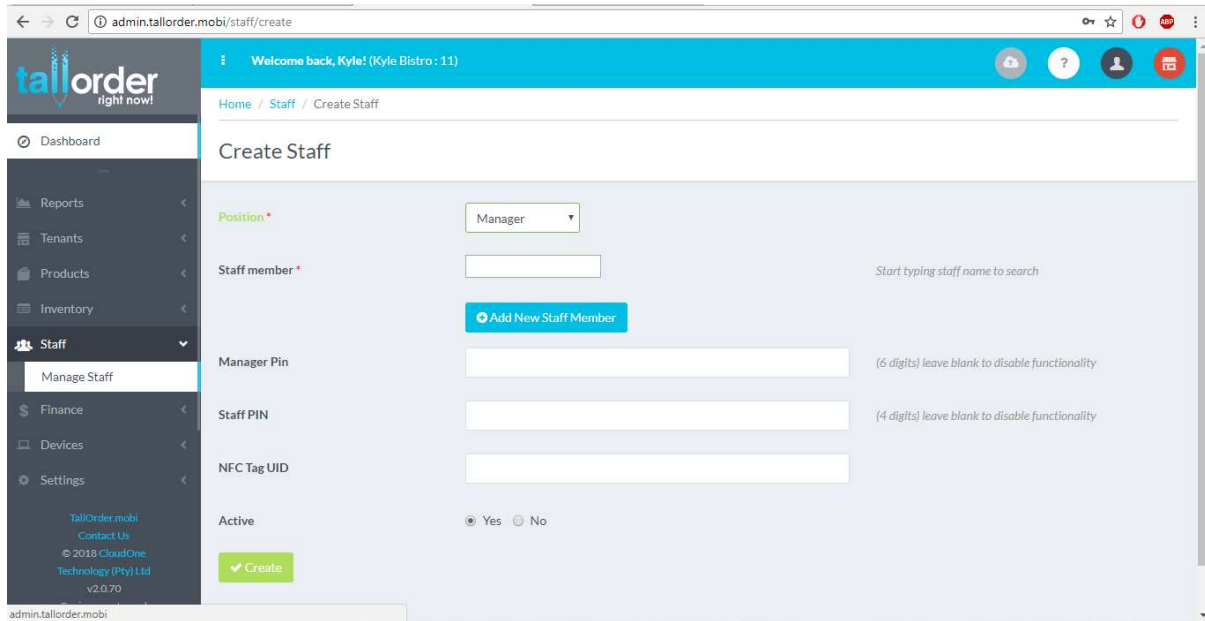 admin.tallorder.mobi/staff/create
ABP
tallorder
right now!
Welcome back, Kyle! (Kyle Bistro : 11)
?
Home / Staff / Create Staff
Dashboard
Create Staff
Reports
Tenants
Products
Inventory
Staff
Manage Staff
$ Finance
Devices
Settings
TallOrder.mobi
Contact Us
© 2018 CloudOne
Technology (Pty) Ltd
v2.0.70
Position *
Manager
Staff member *
Start typing staff name to search
Add New Staff Member
Manager Pin
(6 digits) leave blank to disable functionality
Staff PIN
(4 digits) leave blank to disable functionality
NFC Tag UID
Active
Yes No
Create
admin.tallorder.mobi